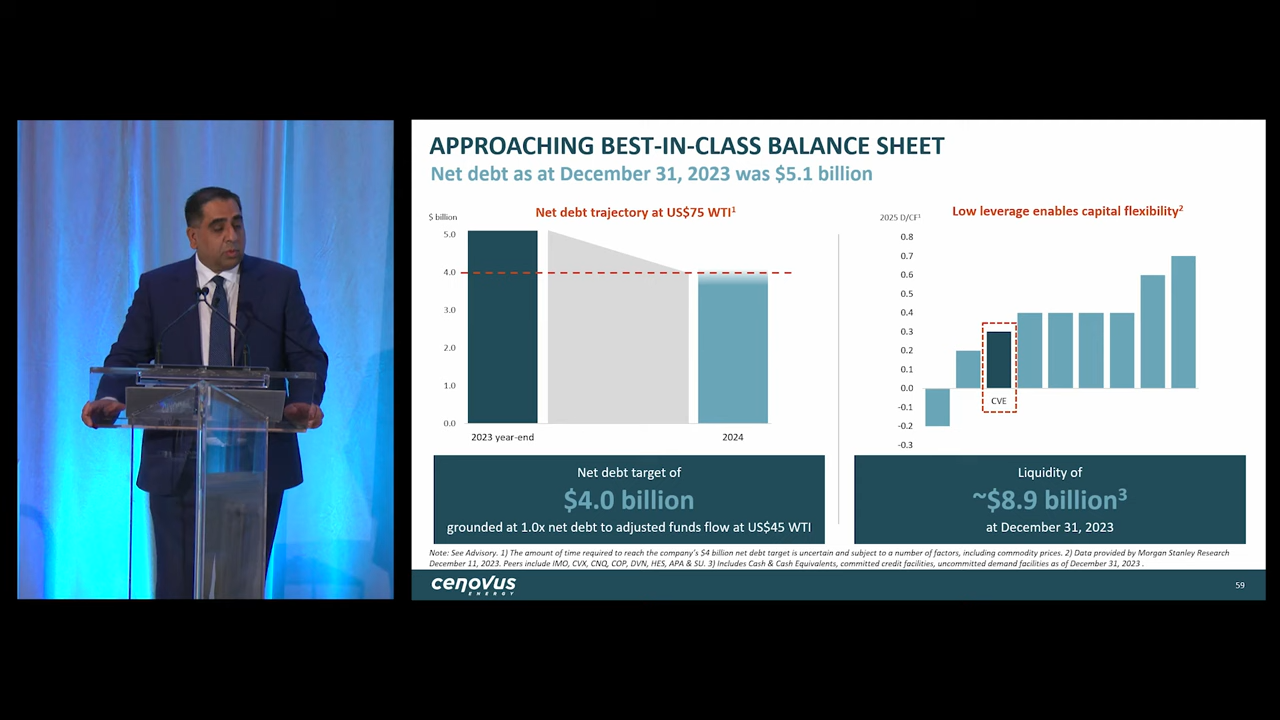 APPROACHING BEST-IN-CLASS BALANCE SHEET
Net debt as at December 31, 2023 was $5.1 billion
$ billion
Net debt trajectory at US$75 WTI¹
5.0
4.0
3.0
2.0
1.0
0.0
2023 year-end
2024
2025 D/CF¹
Low leverage enables capital flexibility²
0.8
0.7
0.6
0.5
0.4
0.3
0.2
0.1
0.0
-0.1
-0.2
-0.3
CVE
Net debt target of
$4.0 billion
grounded at 1.0x net debt to adjusted funds flow at US$45 WTI
Liquidity of
~$8.9 billion³
at December 31, 2023
Note: See Advisory. 1) The amount of time required to reach the company's $4 billion net debt target is uncertain and subject to a number of factors, including commodity prices. 2) Data provided by Morgan Stanley Research
December 11, 2023. Peers include IMO, CVX, CNQ, COP, DVN, HES, APA & SU. 3) Includes Cash & Cash Equivalents, committed credit facilities, uncommitted demand facilities as of December 31, 2023 .
cenovus
ENERGY
59